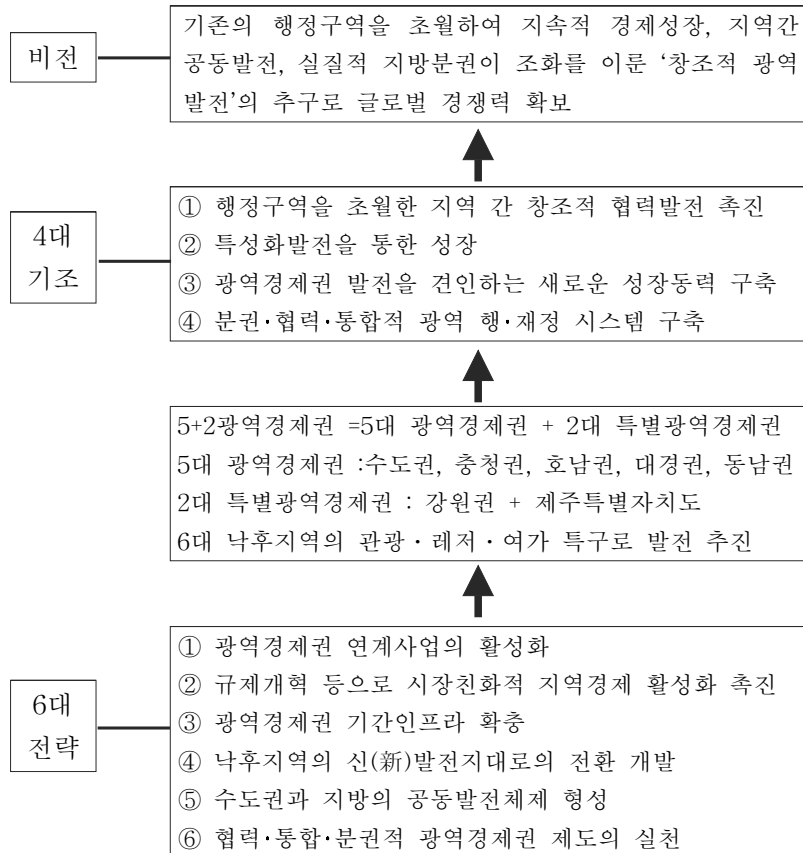 비전
기존의 행정구역을 초월하여 지속적 경제성장, 지역간
공동발전, 실질적 지방분권이 조화를 이룬 ‘창조적 광역
발전’의 추구로 글로벌 경쟁력 확보
4대
기조
① 행정구역을 초월한 지역 간 창조적 협력발전 촉진
② 특성화발전을 통한 성장
③ 광역경제권 발전을 견인하는 새로운 성장동력 구축
④ 분권·협력·통합적 광역 행·재정 시스템 구축
5+2광역경제권 =5대 광역경제권 + 2대 특별광역경제권
5대 광역경제권 :수도권, 충청권, 호남권, 대경권, 동남권
2대 특별광역경제권 : 강원권 + 제주특별자치도
6대 낙후지역의 관광·레저·여가 특구로 발전 추진
6대
전략
① 광역경제권 연계사업의 활성화
② 규제개혁 등으로 시장친화적 지역경제 활성화 촉진
③ 광역경제권 기간인프라 확충
④ 낙후지역의 신(新)발전지대로의 전환 개발
⑤ 수도권과 지방의 공동발전체제 형성
⑥ 협력·통합·분권적 광역경제권 제도의 실천